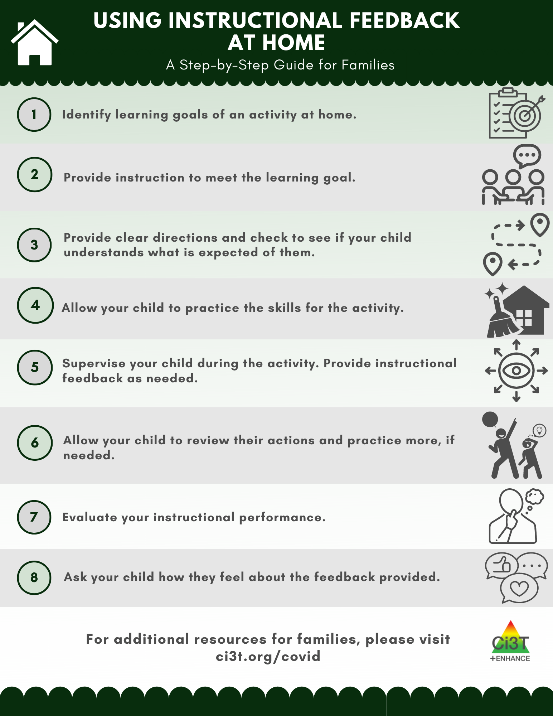 USING INSTRUCTIONAL FEEDBACK
AT HOME
A Step-by-Step Guide for Families
1
Identify learning goals of an activity at home.
2
Provide instruction to meet the learning goal.
3
Provide clear directions and check to see if your child
understands what is expected of them.
4
Allow your child to practice the skills for the activity.
5
Supervise your child during the activity. Provide instructional
feedback as needed.
6
Allow your child to review their actions and practice more, if
needed.
7
Evaluate your instructional performance.
8
Ask your child how they feel about the feedback provided.
For additional resources for families, please visit
ci3t.org/covid
Ci3T
+ENHANCE